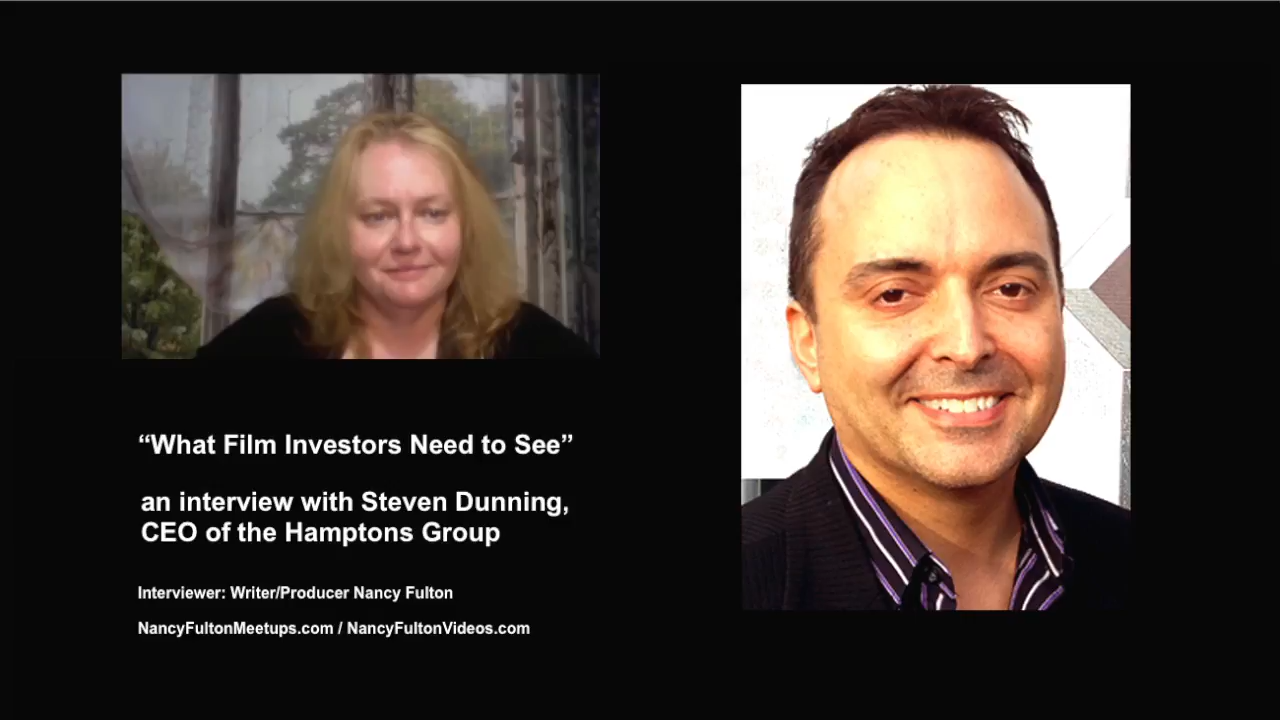 “What Film Investors Need to See”
an interview with Steven Dunning,
CEO of the Hamptons Group
Interviewer: Writer/Producer Nancy Fulton
NancyFultonMeetups.com / NancyFultonVideos.com